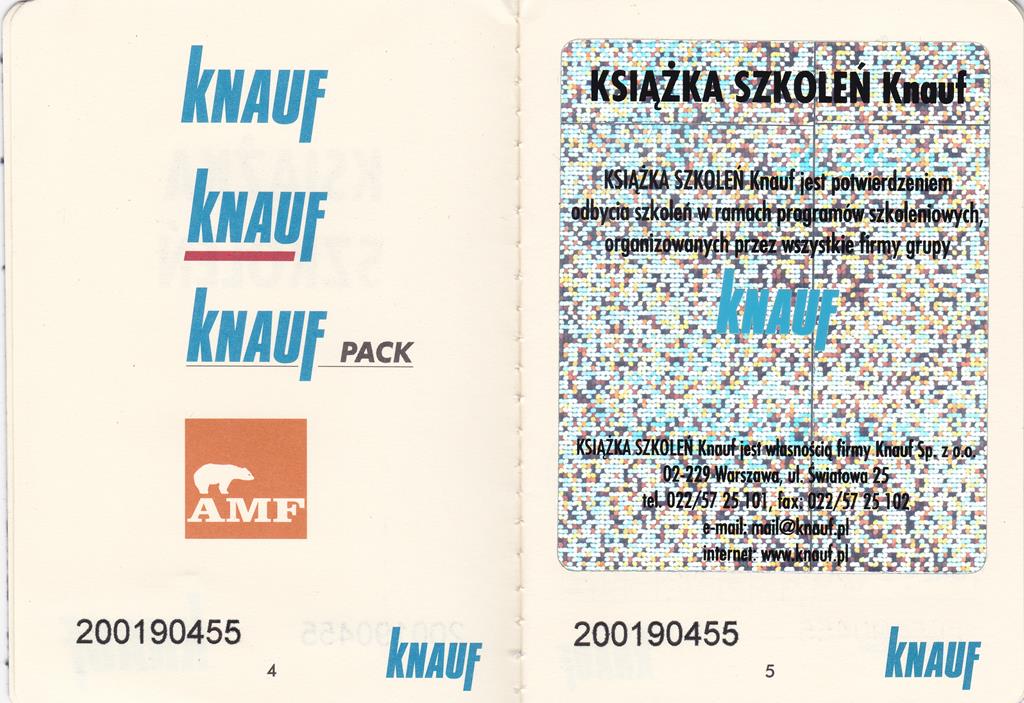 KNAUF
KNAUF
KNAUF PACK
AMF
200190455
4
KNAUF
KSIĄŻKA SZKOLEŃ Knauf
KSIĄŻKA SZKOLEŃ Knauf jest potwierdzeniem
odbycia szkoleń w ramach programów szkoleniowych,
organizowanych przez wszystkie firmy grupy
KNAUF
KSIĄŻKA SZKOLEŃ Knauf jest własnością firmy Knauf Sp. z o.o.
02-229 Warszawa, ul. Światowa 25
tel. 022/57 25 101, fax: 022/57 25 102
e-mail: mail@knauf.pl
internet: www.knauf.pl
200190455
5
KNAUF